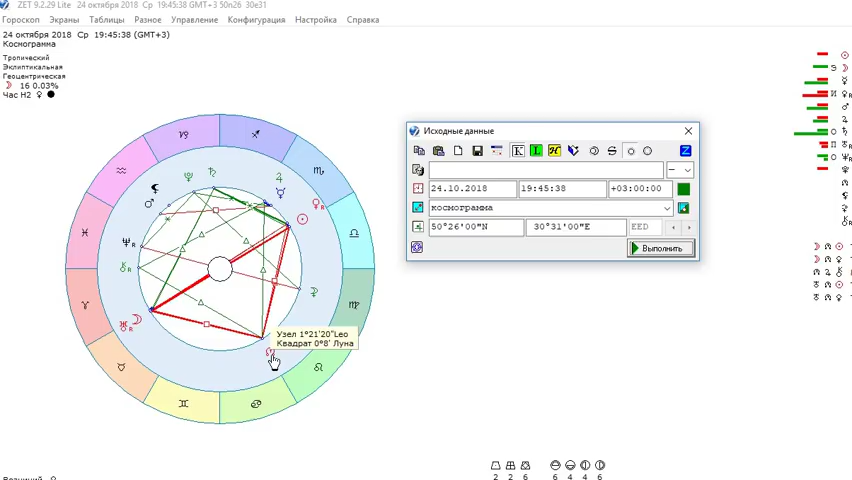 ZET 9.2.29 Lite 24 октября 2018 Ср 19:45:38 GMT+3 50n26 30e31
Гороскоп Экраны Таблицы Разное Управление Конфигурация Настройка Справка
24 октября 2018 Ср 19:45:38 (GMT+3)
Космограмма
Тропический
Эклиптикальная
Геоцентрическая
16 0.03%
Час H2
Исходные данные
K L H S Z
24.10.2018 19:45:38 +03:00:00
космограмма
50°26'00"N 30°31'00"E EED
Выполнить
Узел 1°21'20"Leo
Квадрат 0°8' Луна
2 2 6 6 4 4 6